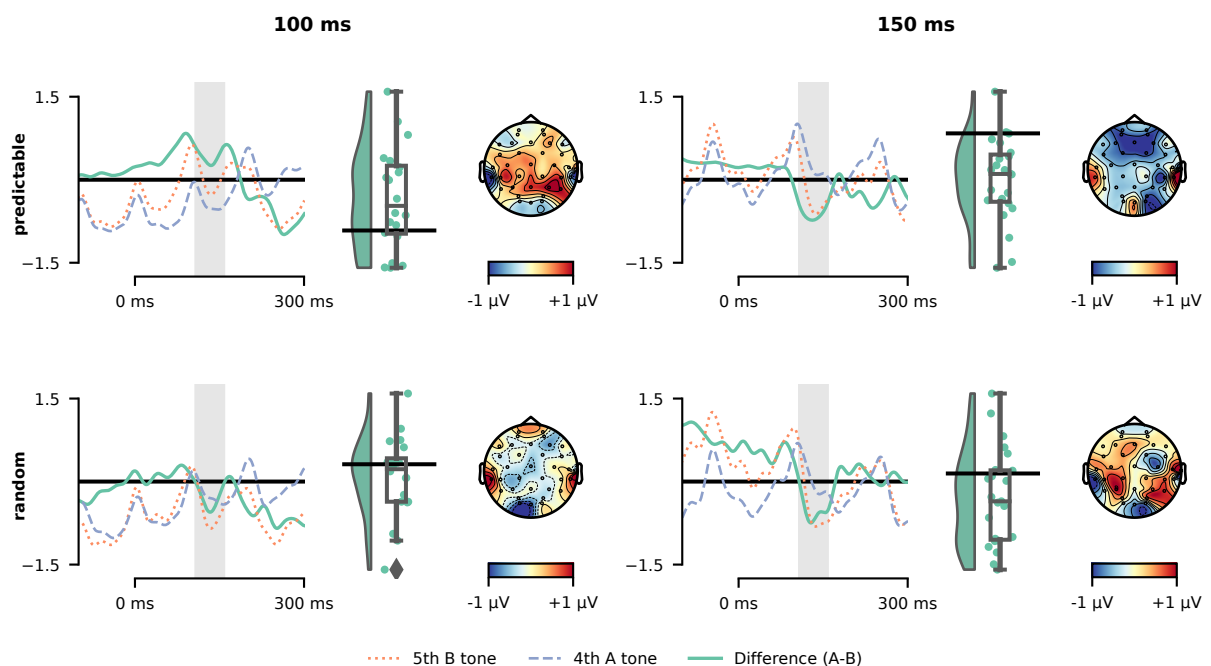 100 ms
150 ms
predictable
1.5
−1.5
0 ms
300 ms
-1 µV
+1 µV
1.5
−1.5
0 ms
300 ms
-1 µV
+1 µV
random
1.5
−1.5
0 ms
300 ms
-1 µV
+1 µV
1.5
−1.5
0 ms
300 ms
-1 µV
+1 µV
5th B tone
4th A tone
Difference (A-B)